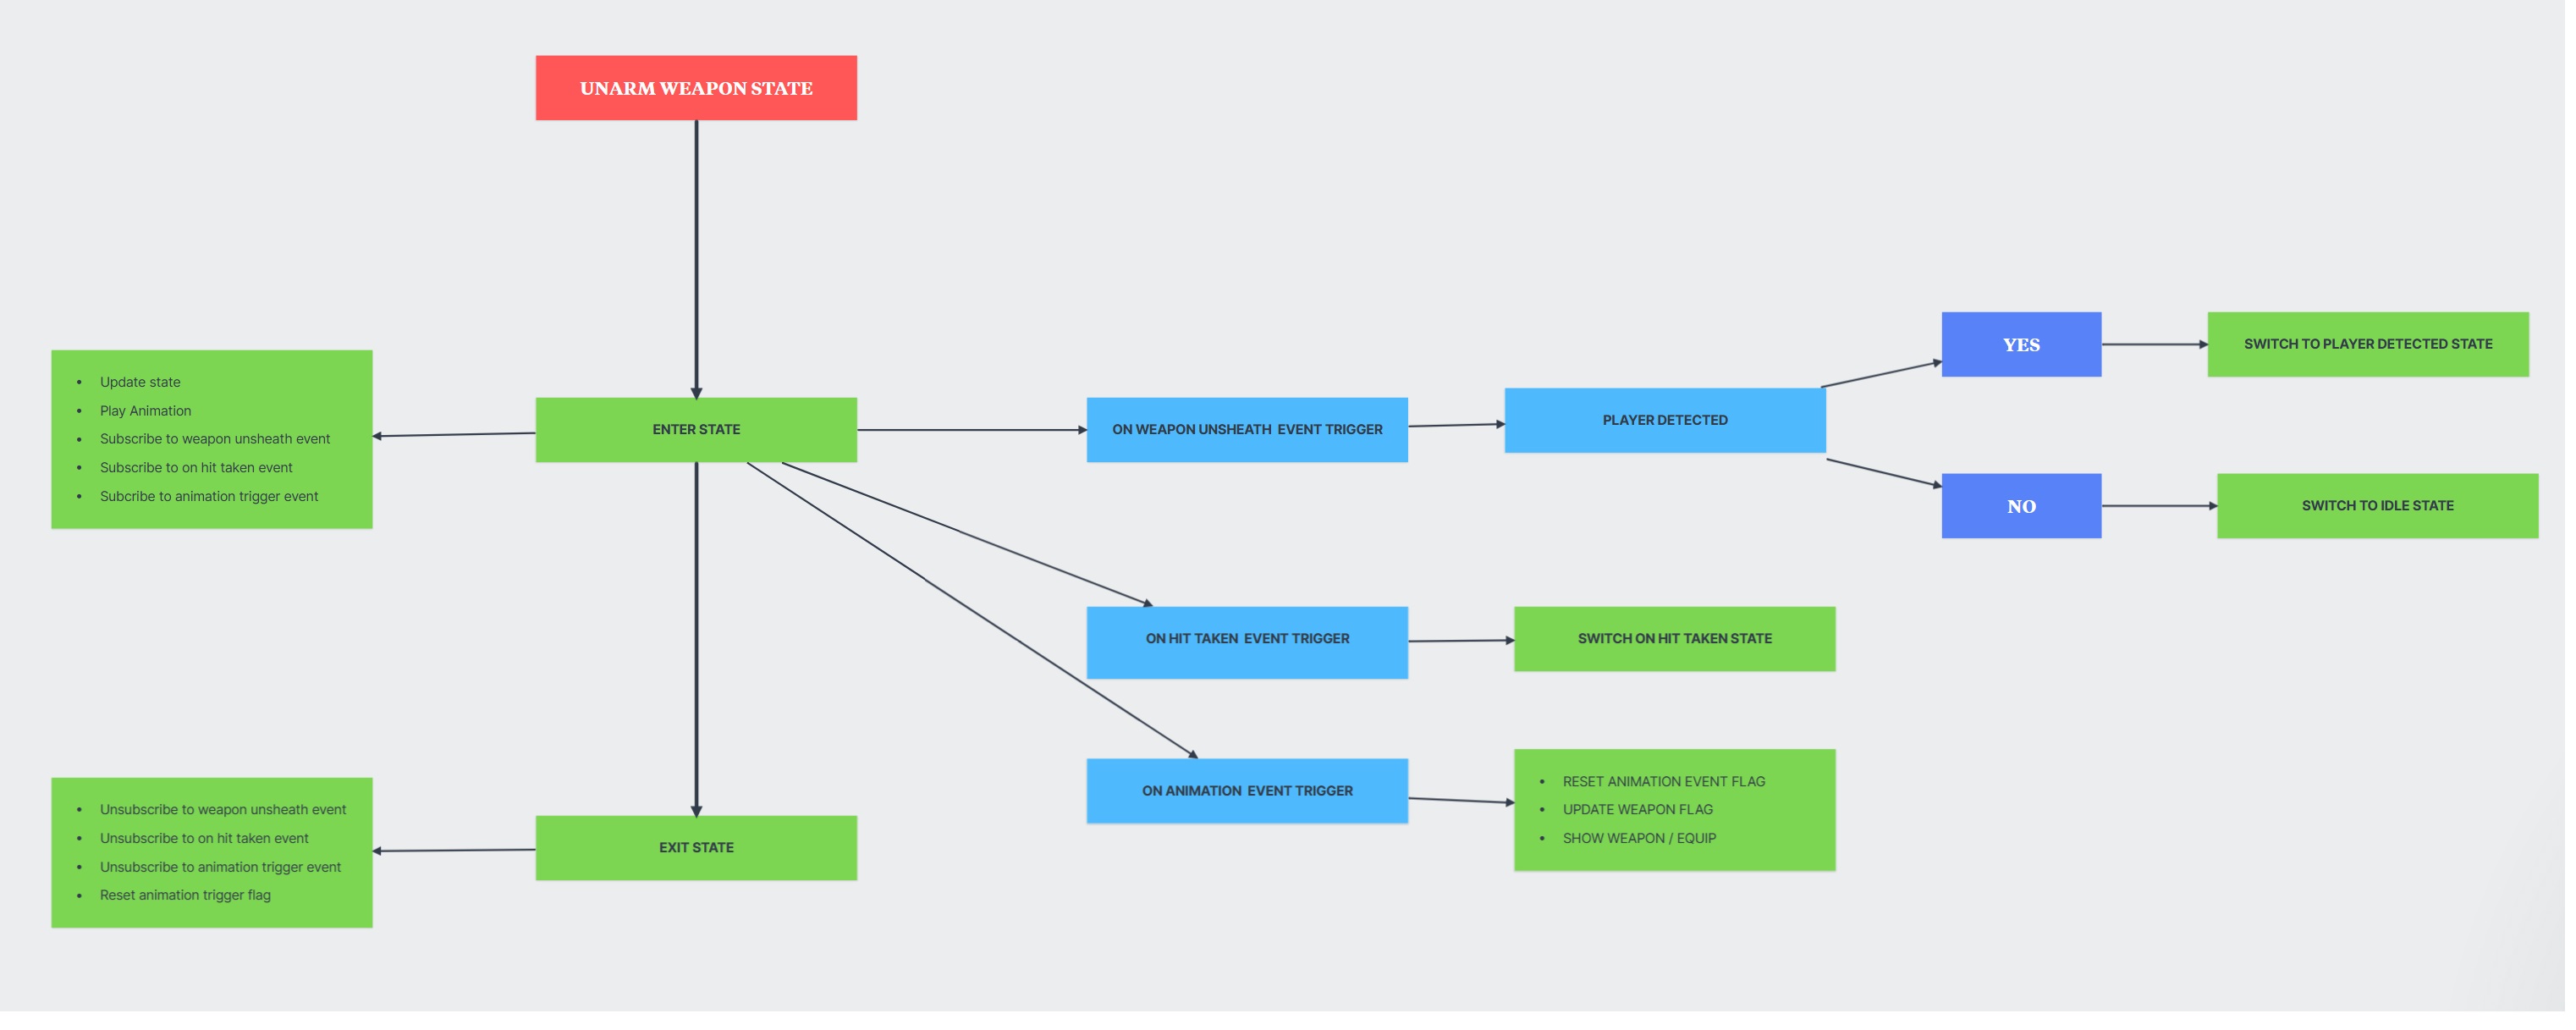 UNARM WEAPON STATE
• Update state
• Play Animation
• Subscribe to weapon unsheath event
• Subscribe to on hit taken event
• Subcribe to animation trigger event
ENTER STATE
ON WEAPON UNSHEATH  EVENT TRIGGER
PLAYER DETECTED
YES
SWITCH TO PLAYER DETECTED STATE
NO
SWITCH TO IDLE STATE
ON HIT TAKEN  EVENT TRIGGER
SWITCH ON HIT TAKEN STATE
ON ANIMATION  EVENT TRIGGER
• RESET ANIMATION EVENT FLAG
• UPDATE WEAPON FLAG
• SHOW WEAPON / EQUIP
• Unsubscribe to weapon unsheath event
• Unsubscribe to on hit taken event
• Unsubscribe to animation trigger event
• Reset animation trigger flag
EXIT STATE